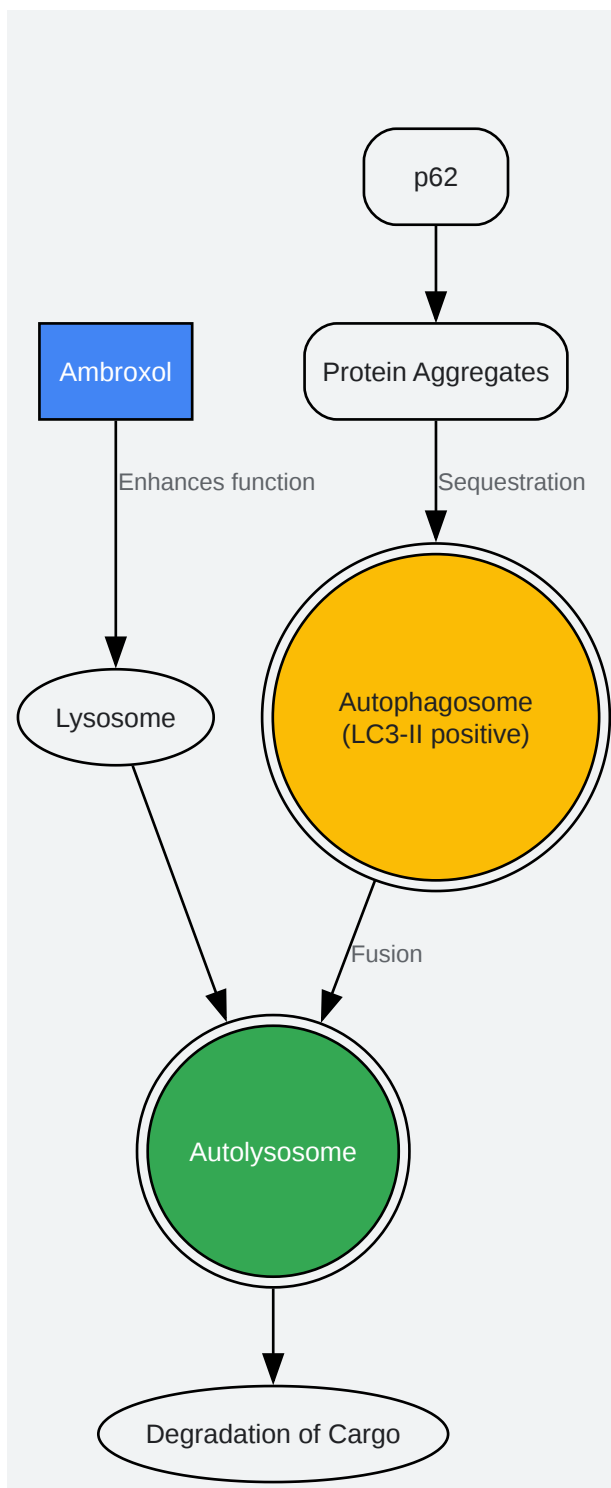 p62
Ambroxol
Protein Aggregates
Enhances function
Sequestration
Lysosome
Autophagosome
(LC3-II positive)
Fusion
Autolysosome
Degradation of Cargo